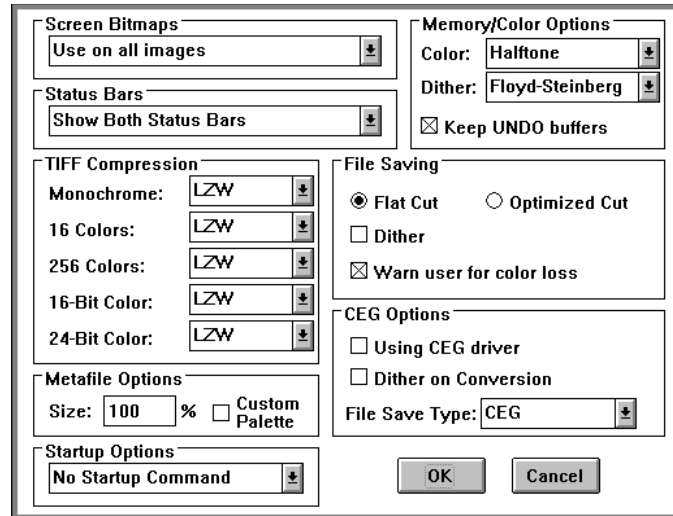 Screen Bitmaps
Use on all images
Status Bars
Show Both Status Bars
Memory/Color Options
Color: Halftone
Dither: Floyd-Steinberg
Keep UNDO buffers
TIFF Compression
Monochrome: LZW
16 Colors: LZW
256 Colors: LZW
16-Bit Color: LZW
24-Bit Color: LZW
File Saving
Flat Cut Optimized Cut
Dither
Warn user for color loss
CEG Options
Using CEG driver
Dither on Conversion
File Save Type: CEG
Metafile Options
Size: 100 % Custom
Palette
Startup Options
No Startup Command
OK Cancel